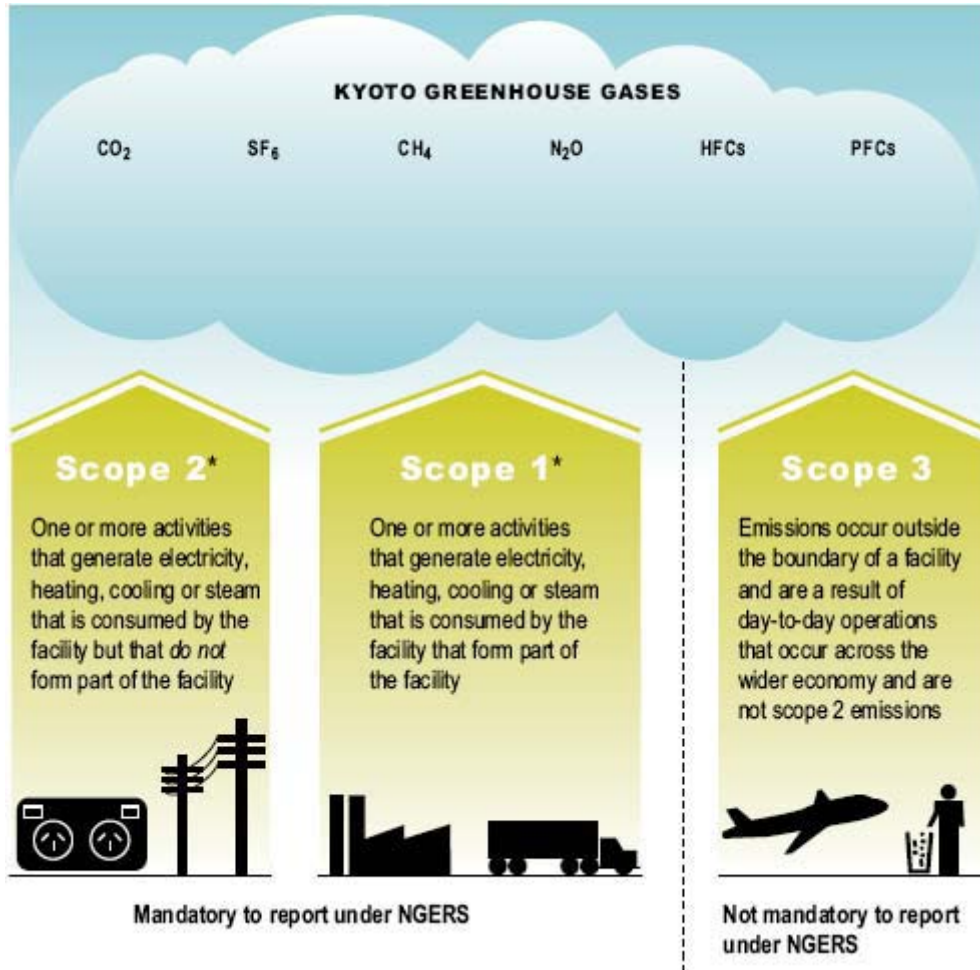 KYOTO GREENHOUSE GASES
CO₂ SF₆ CH₄ N₂O HFCs PFCs
Scope 2*
One or more activities
that generate electricity,
heating, cooling or steam
that is consumed by the
facility but that do not
form part of the facility
Scope 1*
One or more activities
that generate electricity,
heating, cooling or steam
that is consumed by the
facility that form part of
the facility
Scope 3
Emissions occur outside
the boundary of a facility
and are a result of
day-to-day operations
that occur across the
wider economy and are
not scope 2 emissions
Mandatory to report under NGERS
Not mandatory to report
under NGERS